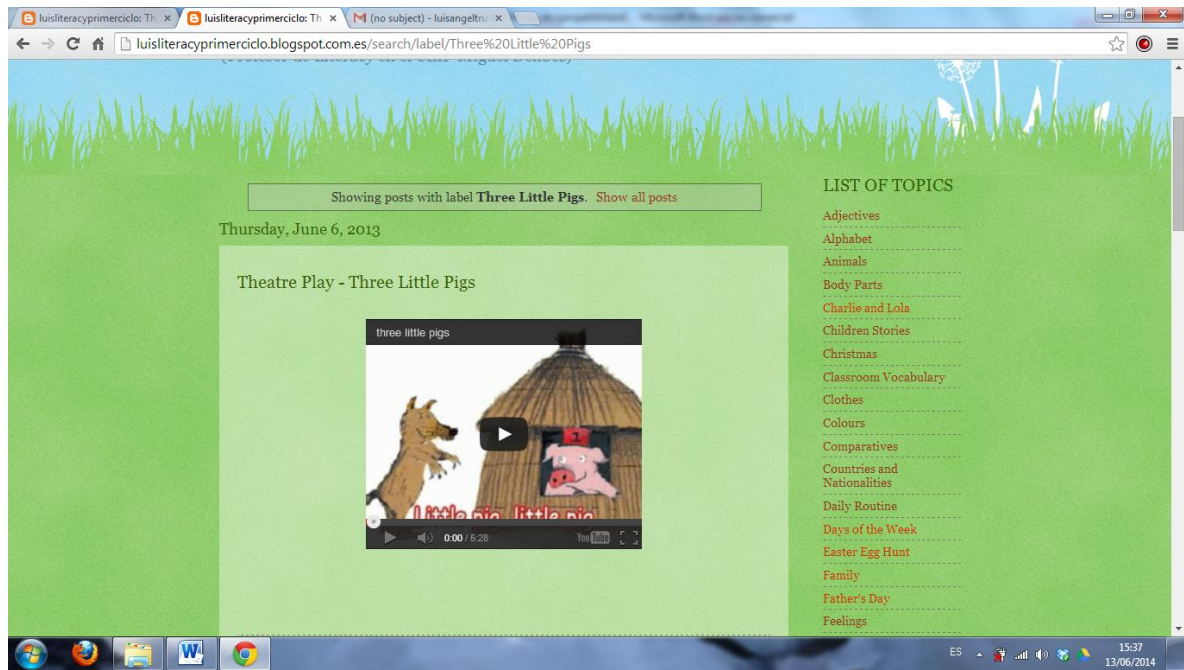 luisliteracyprimerciclo: Th
luisliteracyprimerciclo: Th
M (no subject) - luisangeltru
luisliteracyprimerciclo.blogspot.com.es/search/label/Three%20Little%20Pigs
Showing posts with label Three Little Pigs. Show all posts
Thursday, June 6, 2013
Theatre Play - Three Little Pigs
three little pigs
1
Little pig, little pig
0:00 / 5:28
YouTube
LIST OF TOPICS
Adjectives
Alphabet
Animals
Body Parts
Charlie and Lola
Children Stories
Christmas
Classroom Vocabulary
Clothes
Colours
Comparatives
Countries and
Nationalities
Daily Routine
Days of the Week
Easter Egg Hunt
Family
Father's Day
Feelings
ES
15:37
13/06/2014